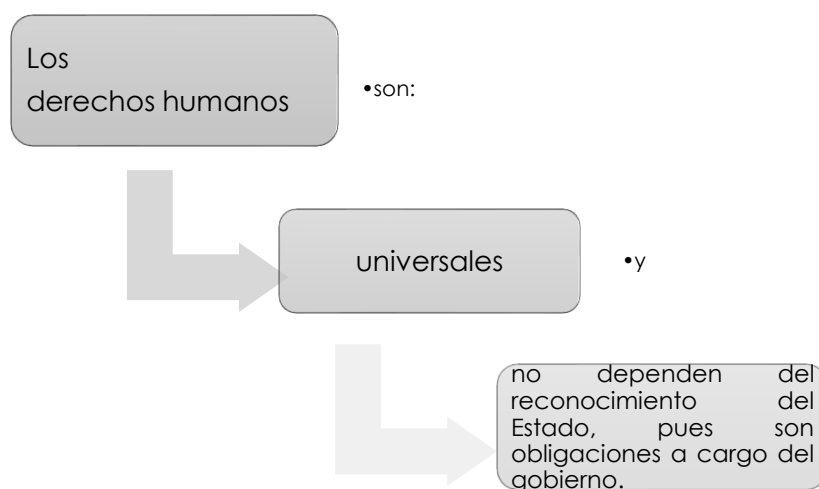 Los
derechos humanos
•son:
universales
•y
no dependen del
reconocimiento del
Estado, pues son
obligaciones a cargo del
gobierno.